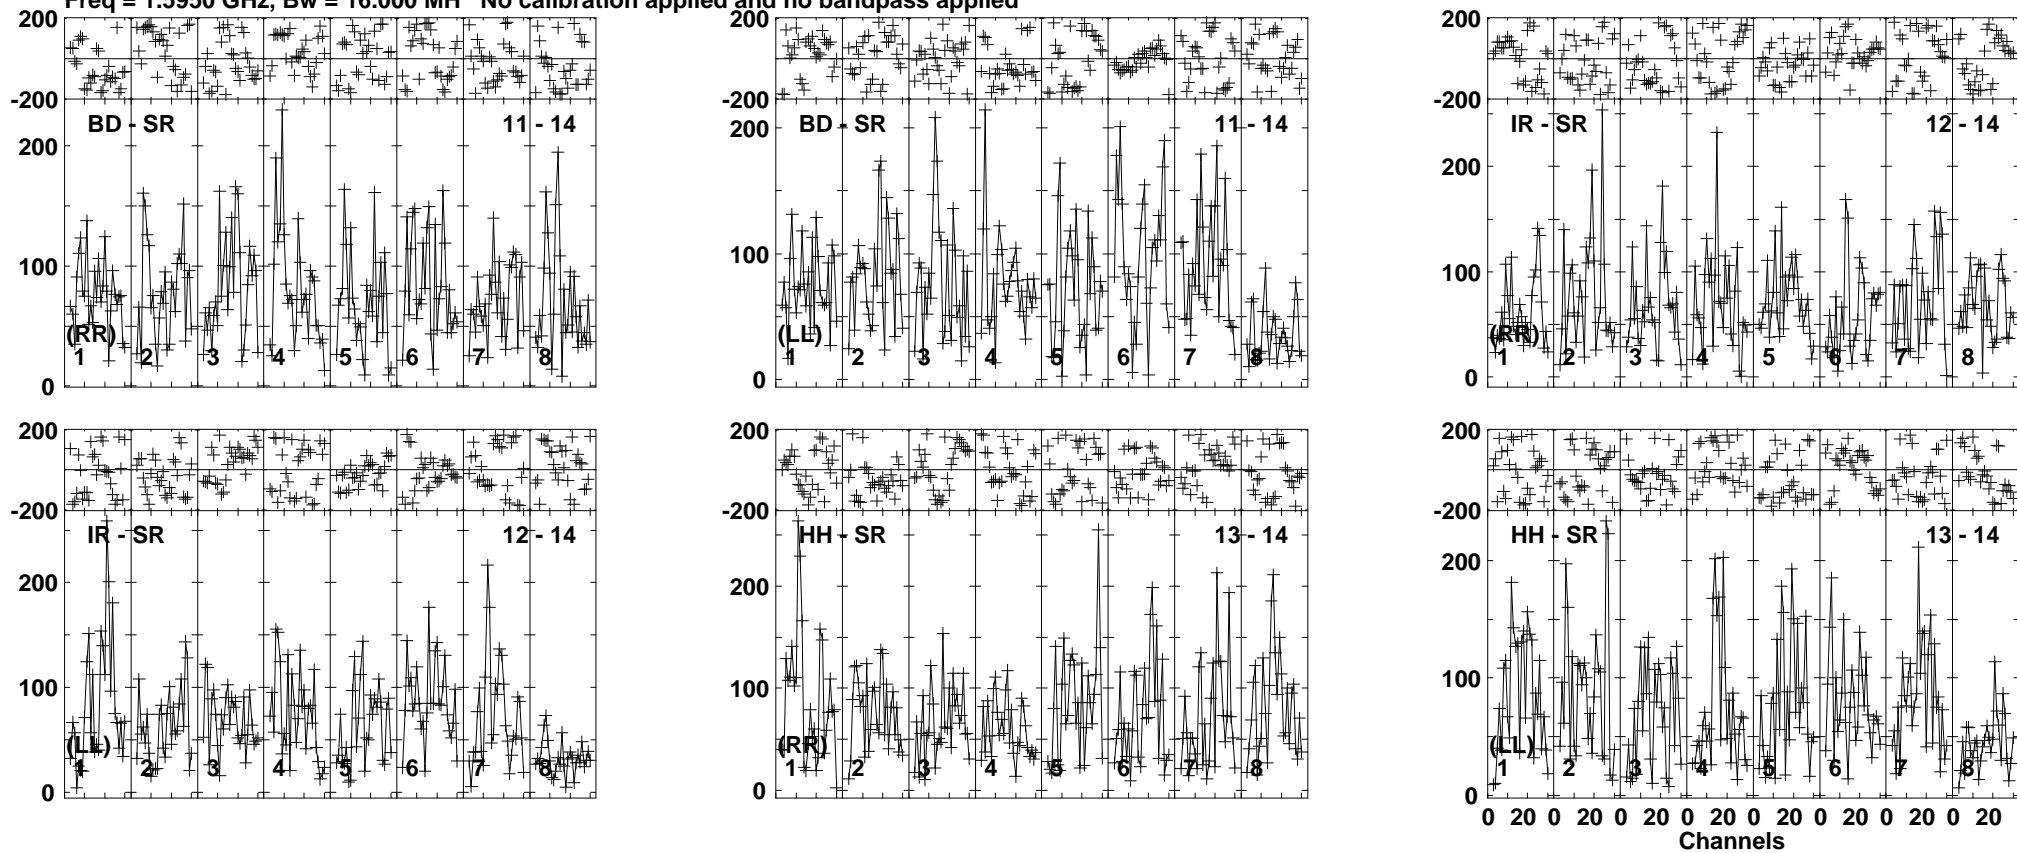 Freq = 1.5950 GHz, Bw = 16.000 MH No calibration applied and no bandpass applied
200 200 200
-200 -200 -200
BD - SR 11 - 14 BD - SR 11 - 14 IR - SR 12 - 14
200 200 200
100 100 100
(RR) (LL) (RR)
1 2 3 4 5 6 7 8 1 2 3 4 5 6 7 8 1 2 3 4 5 6 7 8
0 0 0
200 200 200
-200 -200 -200
IR - SR 12 - 14 HH - SR 13 - 14 HH - SR 13 - 14
200 200 200
100 100 100
(LL) (RR) (LL)
1 2 3 4 5 6 7 8 1 2 3 4 5 6 7 8 1 2 3 4 5 6 7 8
0 0 0
0 20 0 20 0 20 0 20 0 20 0 20 0 20 0 20
Channels